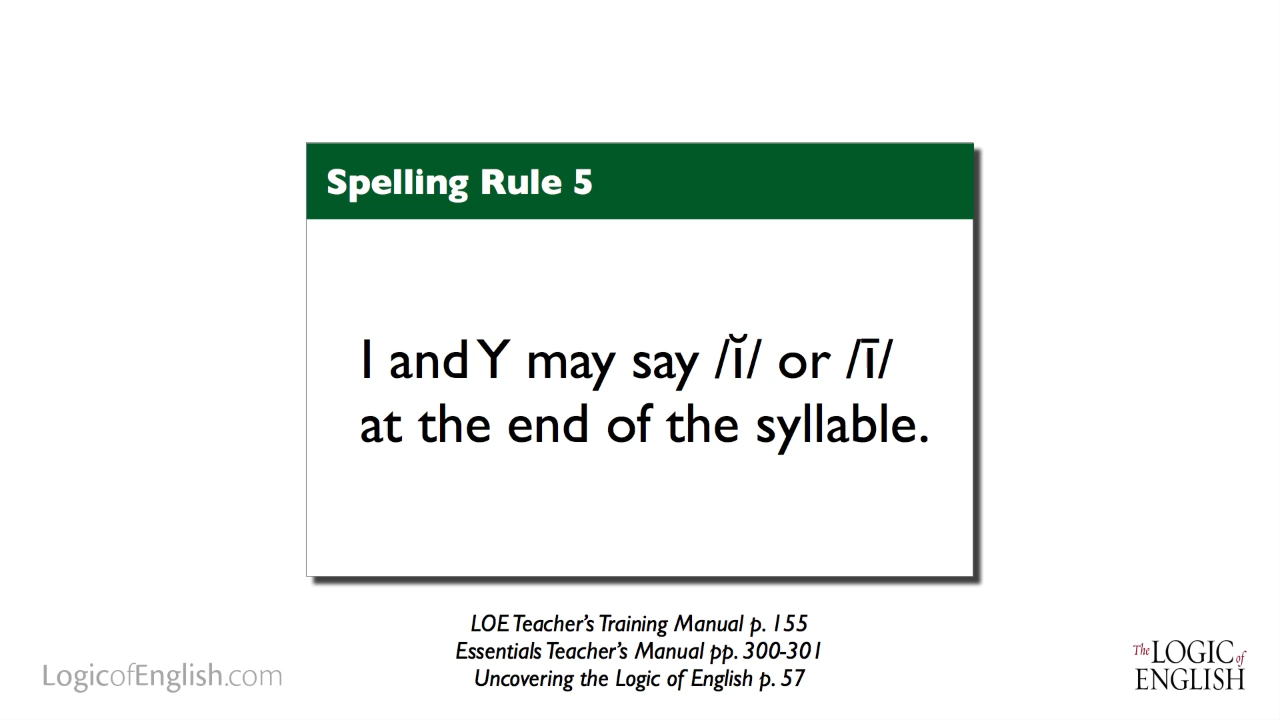 Spelling Rule 5
I and Y may say /ĭ/ or /ī/
at the end of the syllable.
LOE Teacher’s Training Manual p. 155
Essentials Teacher’s Manual pp. 300-301
Uncovering the Logic of English p. 57
LogicofEnglish.com
The LOGIC of
ENGLISH